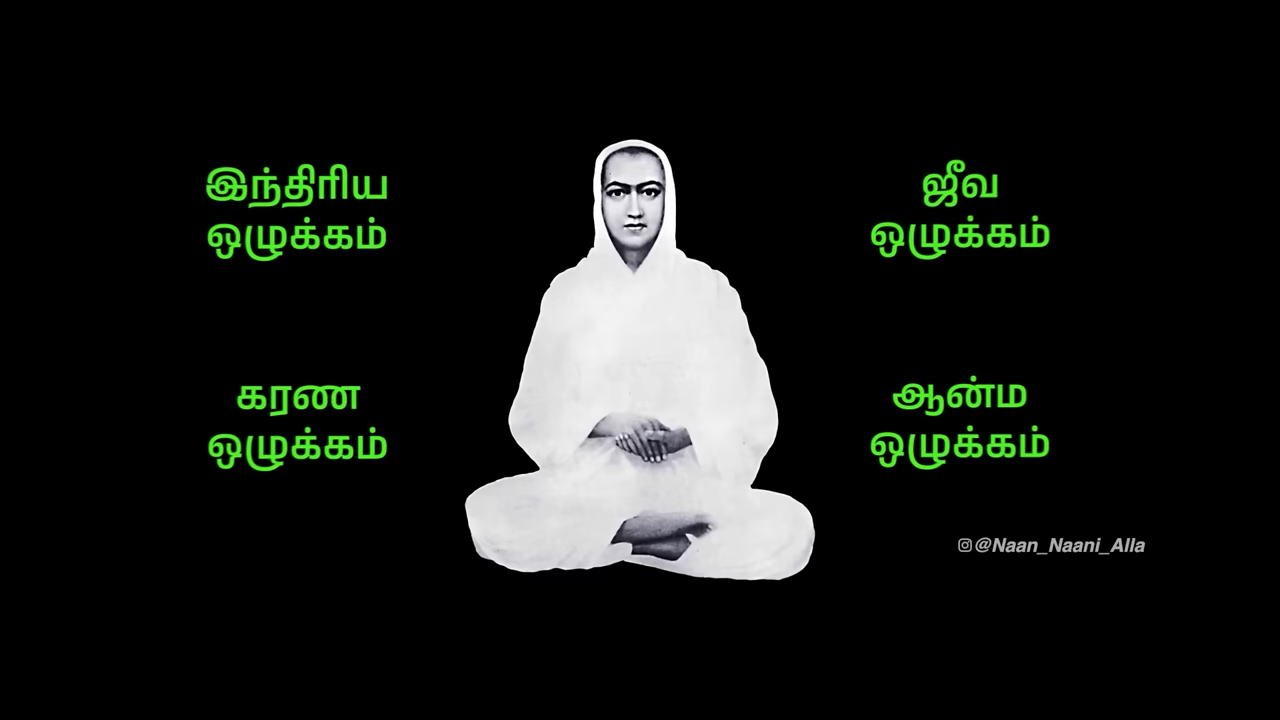 இந்திரிய
ஒழுக்கம்
ஜீவ
ஒழுக்கம்
கரண
ஒழுக்கம்
ஆன்ம
ஒழுக்கம்
@Naan_Naani_Alla